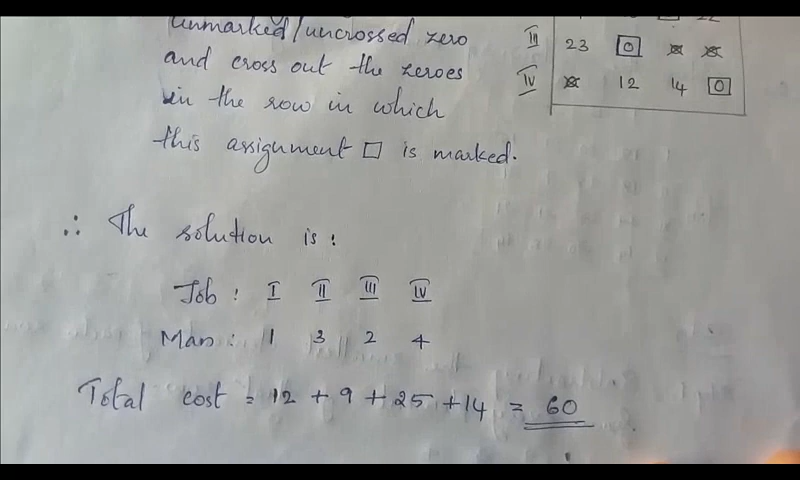 unmarked/uncrossed zero
and cross out the zeroes
in the row in which
this assignment □ is marked.
22
III 23 0
IV 12 14 0
∴ The solution is:
Job: I II III IV
Man: 1 3 2 4
Total cost = 12 + 9 + 25 + 14 = 60